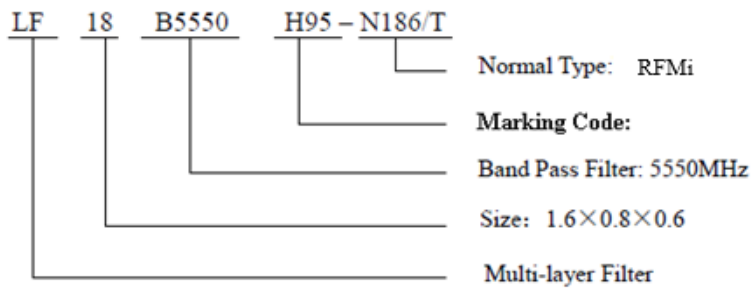 LF 18 B5550 H95 – N186/T
Normal Type: RFMi
Marking Code:
Band Pass Filter: 5550MHz
Size：1.6×0.8×0.6
Multi-layer Filter